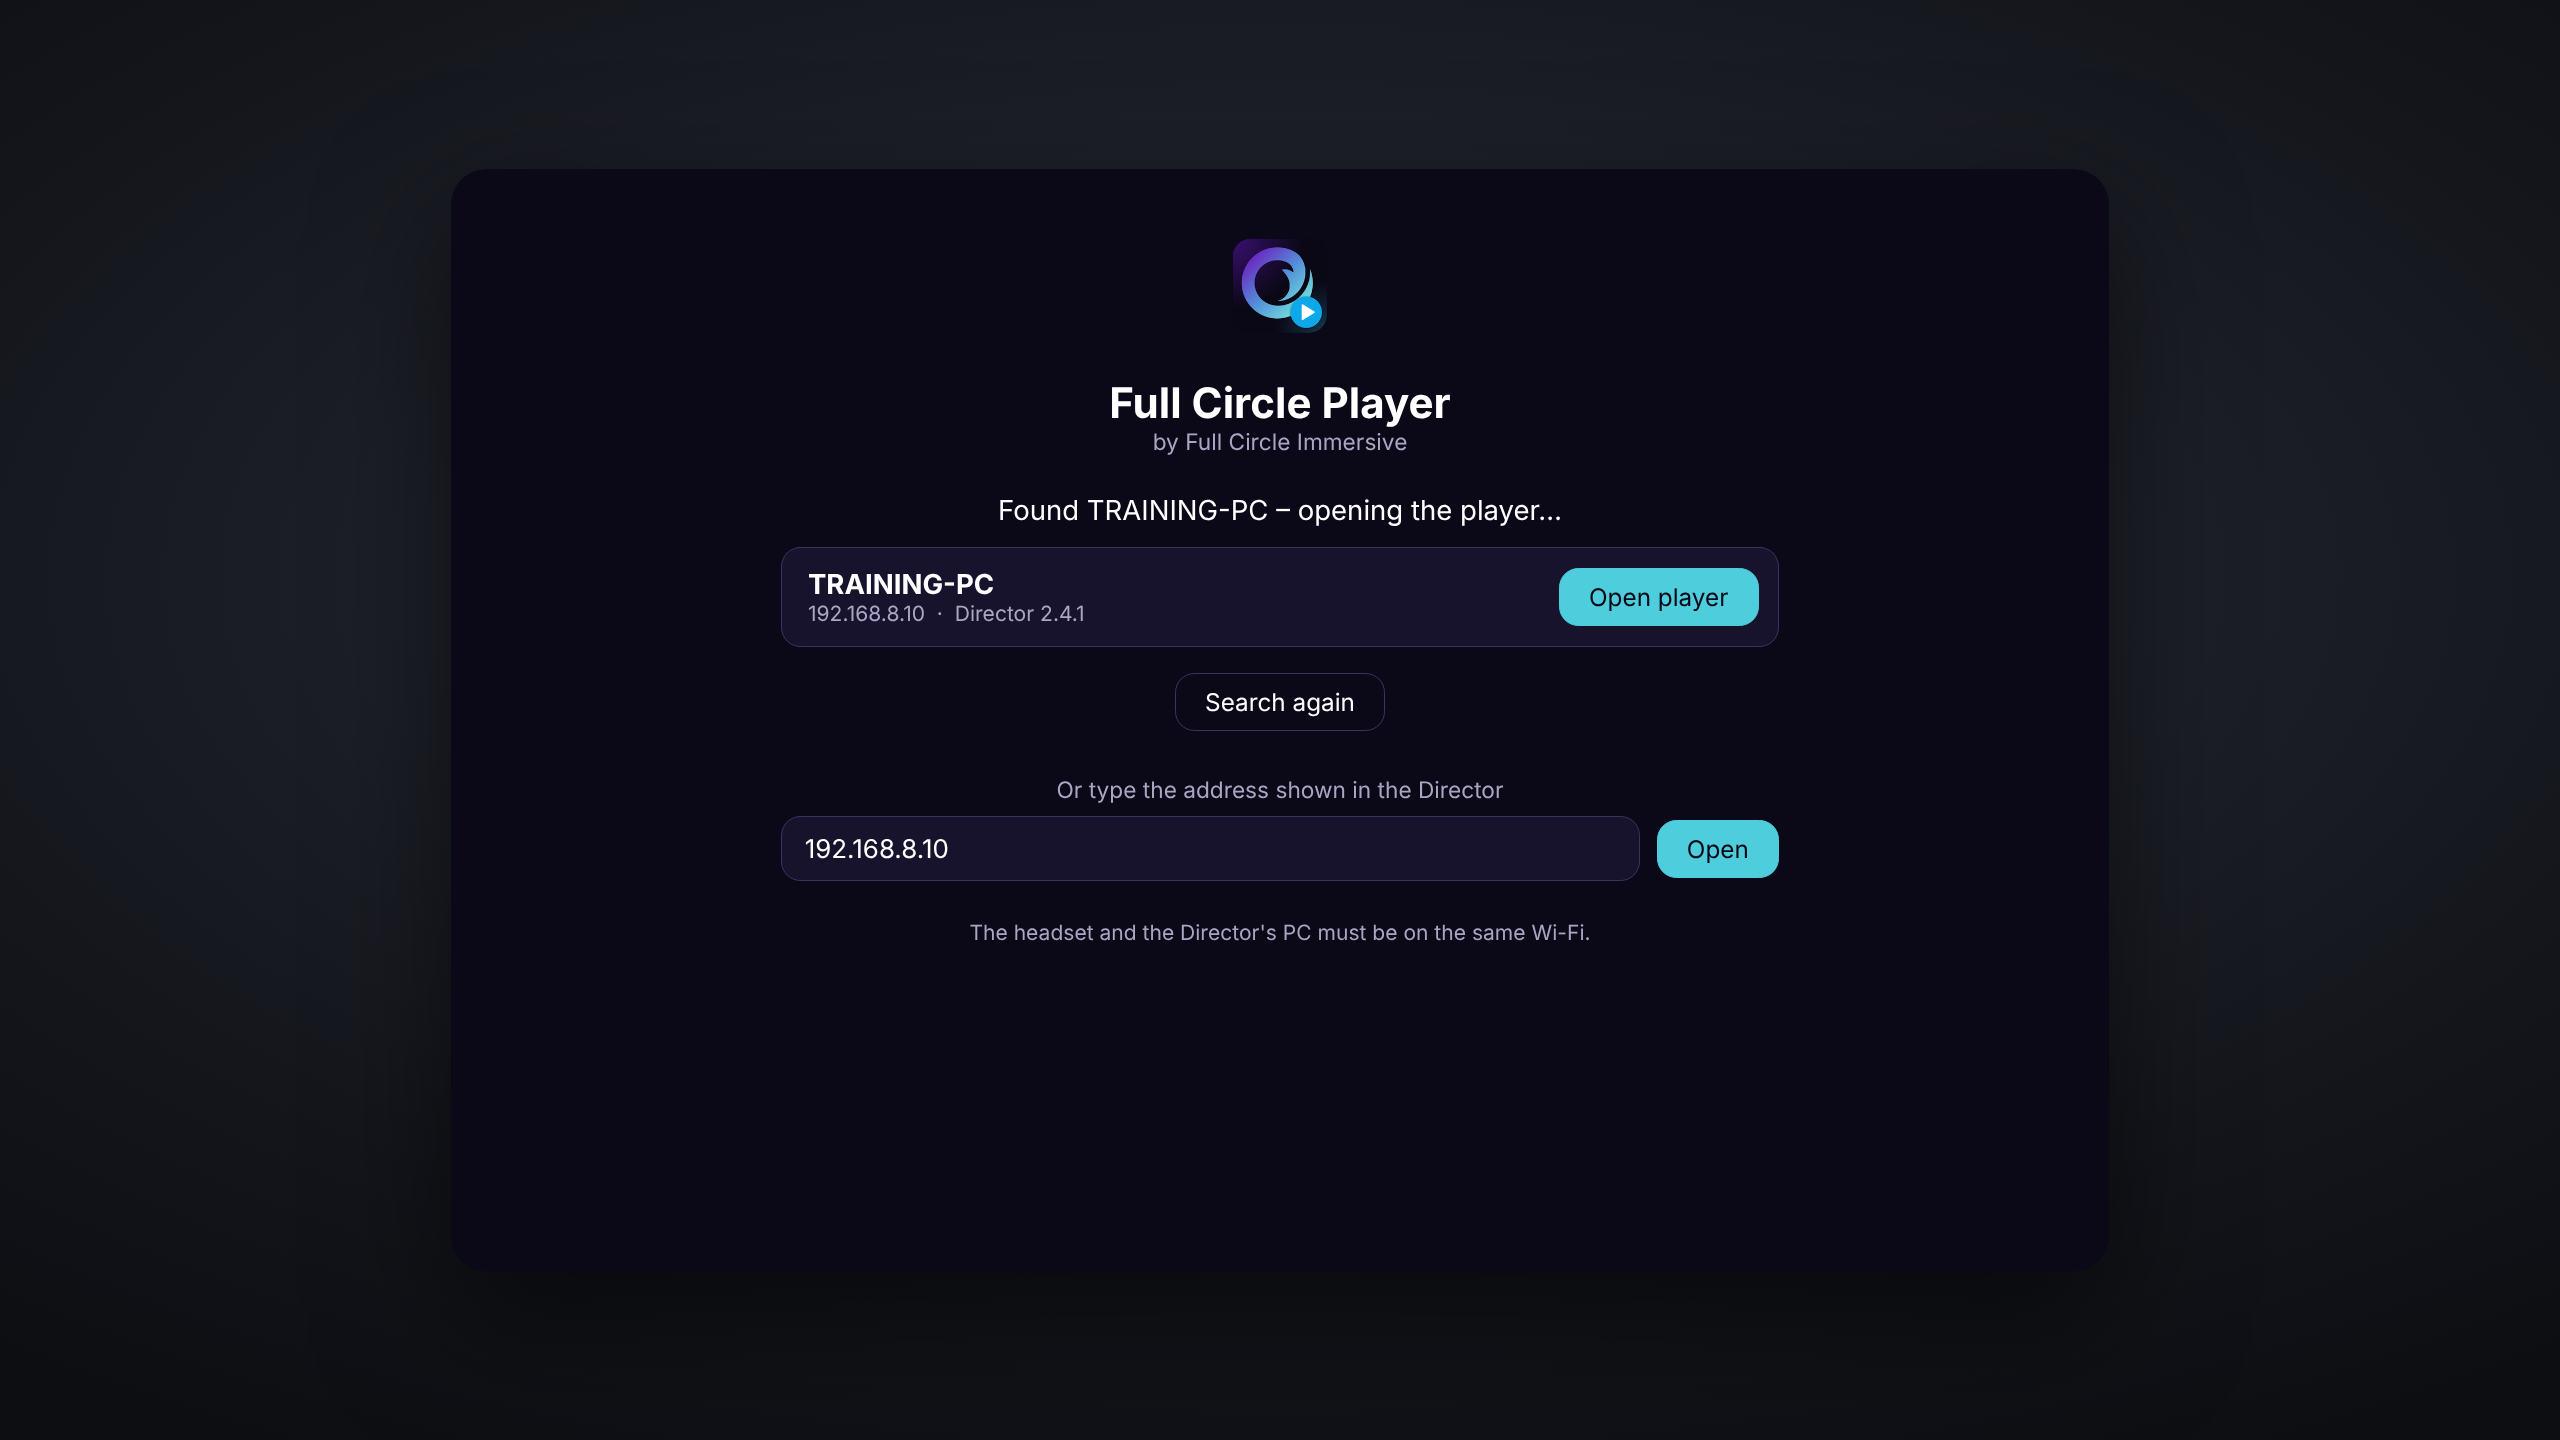 Full Circle Player
by Full Circle Immersive
Found TRAINING-PC – opening the player...
TRAINING-PC
192.168.8.10 · Director 2.4.1
Open player
Search again
Or type the address shown in the Director
192.168.8.10
Open
The headset and the Director's PC must be on the same Wi-Fi.